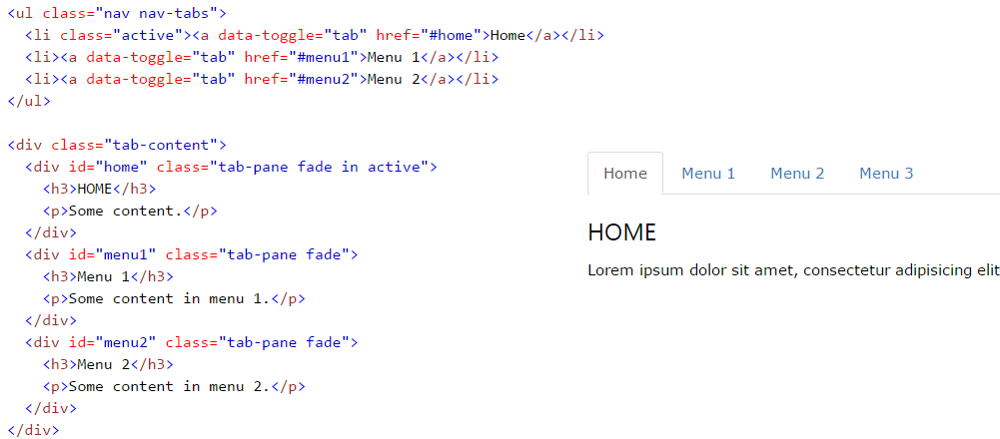 <ul class="nav nav-tabs">
  <li class="active"><a data-toggle="tab" href="#home">Home</a></li>
  <li><a data-toggle="tab" href="#menu1">Menu 1</a></li>
  <li><a data-toggle="tab" href="#menu2">Menu 2</a></li>
</ul>

<div class="tab-content">
  <div id="home" class="tab-pane fade in active">
    <h3>HOME</h3>
    <p>Some content.</p>
  </div>
  <div id="menu1" class="tab-pane fade">
    <h3>Menu 1</h3>
    <p>Some content in menu 1.</p>
  </div>
  <div id="menu2" class="tab-pane fade">
    <h3>Menu 2</h3>
    <p>Some content in menu 2.</p>
  </div>
</div>
Home Menu 1 Menu 2 Menu 3
HOME
Lorem ipsum dolor sit amet, consectetur adipisicing elit